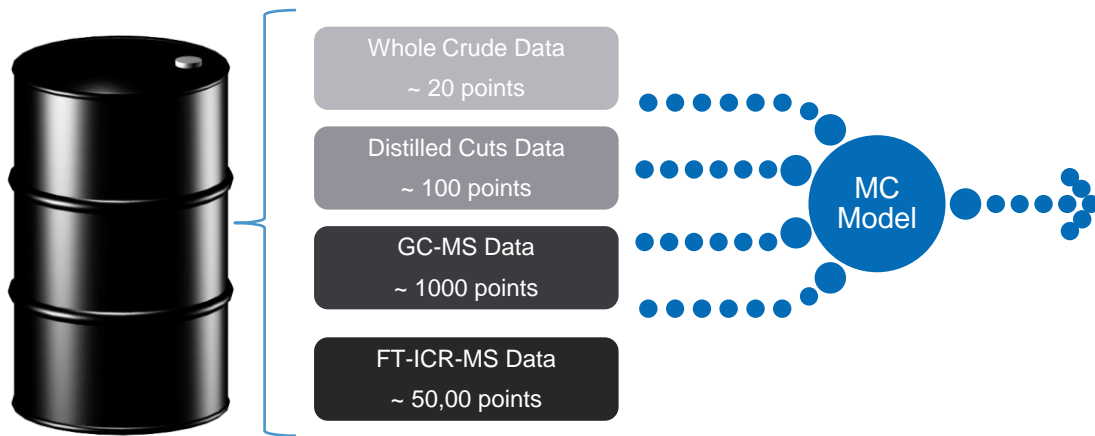 Whole Crude Data
~ 20 points
Distilled Cuts Data
~ 100 points
GC-MS Data
~ 1000 points
FT-ICR-MS Data
~ 50,00 points
MC
Model